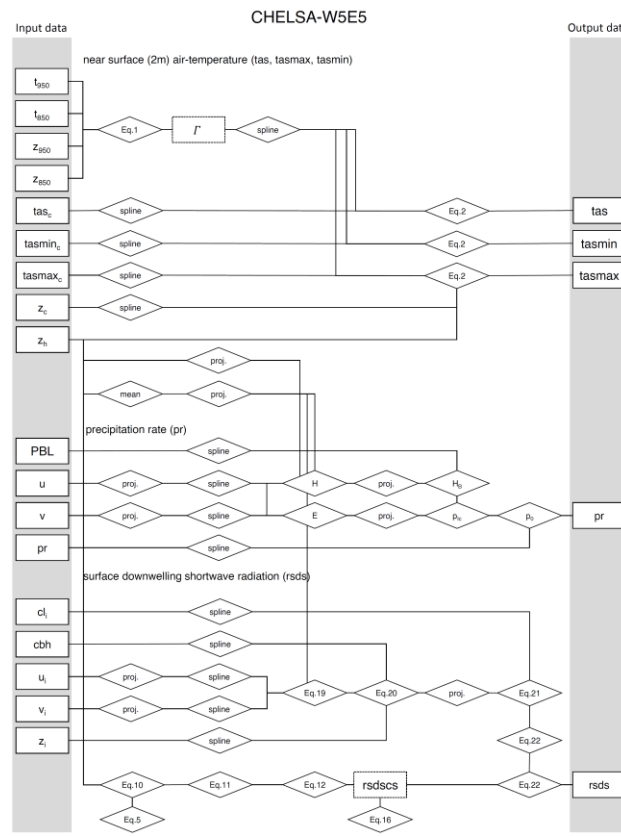 CHELSA-W5E5
Input data
Output dat
near surface (2m) air-temperature (tas, tasmax, tasmin)
t950
t850
z950
z850
Eq.1
Γ
spline
tasc
spline
Eq.2
tas
tasminc
spline
Eq.2
tasmin
tasmaxc
spline
Eq.2
tasmax
zc
spline
zh
proj.
mean
proj.
precipitation rate (pr)
PBL
spline
u
proj.
spline
H
proj.
HB
v
proj.
spline
E
proj.
pm
p0
pr
pr
spline
surface downwelling shortwave radiation (rsds)
cli
spline
cbh
spline
ui
proj.
spline
Eq.19
Eq.20
proj.
Eq.21
vi
proj.
spline
zi
spline
Eq.22
Eq.10
Eq.11
Eq.12
rsdscs
Eq.22
rsds
Eq.5
Eq.16